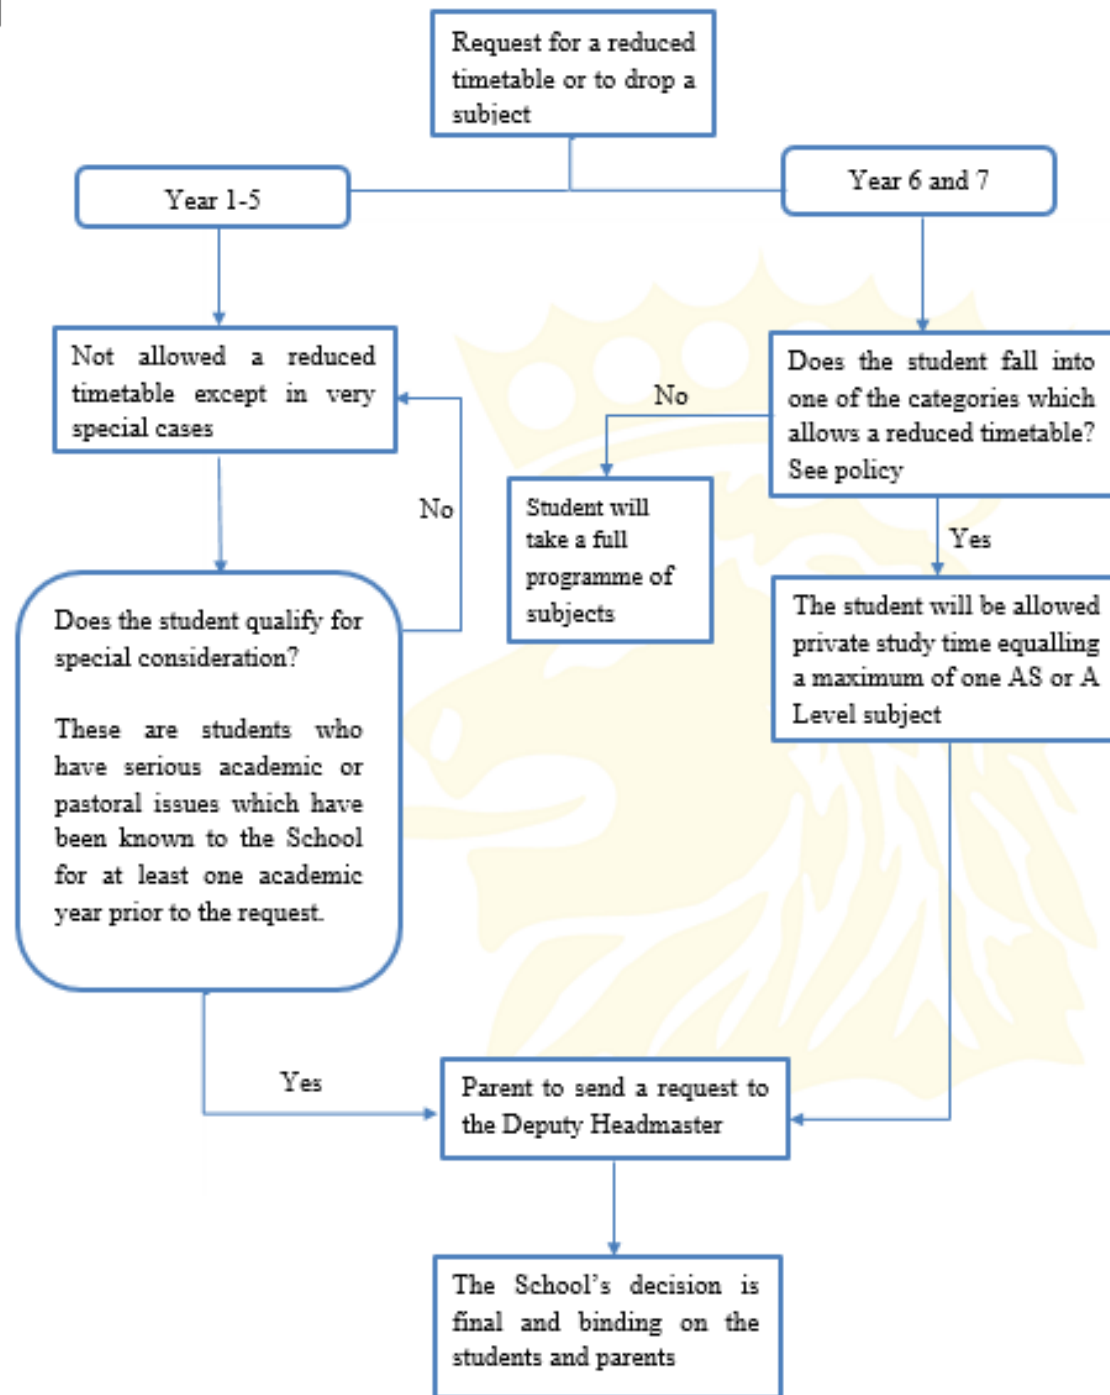 Request for a reduced
timetable or to drop a
subject
Year 1-5
Year 6 and 7
Not allowed a reduced
timetable except in very
special cases
Does the student fall into
one of the categories which
allows a reduced timetable?
See policy
No
No
Student will
take a full
programme of
subjects
Yes
Does the student qualify for
special consideration?
These are students who
have serious academic or
pastoral issues which have
been known to the School
for at least one academic
year prior to the request.
The student will be allowed
private study time equalling
a maximum of one AS or A
Level subject
Yes
Parent to send a request to
the Deputy Headmaster
The School’s decision is
final and binding on the
students and parents